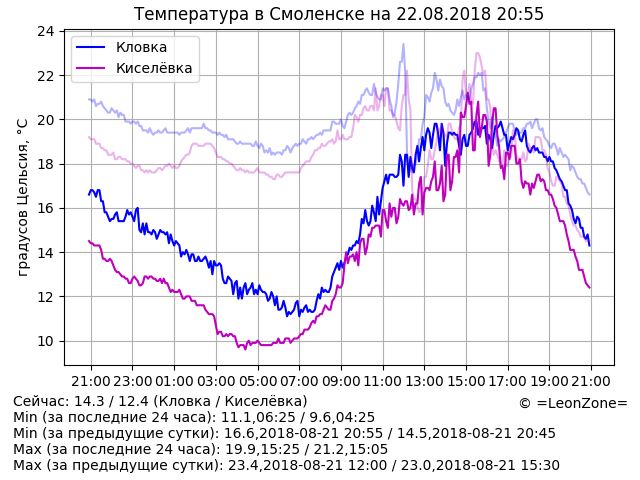 Температура в Смоленске на 22.08.2018 20:55
Кловка
Киселёвка
градусов Цельсия, °C
24
22
20
18
16
14
12
10
21:00 23:00 01:00 03:00 05:00 07:00 09:00 11:00 13:00 15:00 17:00 19:00 21:00
Сейчас: 14.3 / 12.4 (Кловка / Киселёвка)
© =LeonZone=
Min (за последние 24 часа): 11.1,06:25 / 9.6,04:25
Min (за предыдущие сутки): 16.6,2018-08-21 20:55 / 14.5,2018-08-21 20:45
Max (за последние 24 часа): 19.9,15:25 / 21.2,15:05
Max (за предыдущие сутки): 23.4,2018-08-21 12:00 / 23.0,2018-08-21 15:30